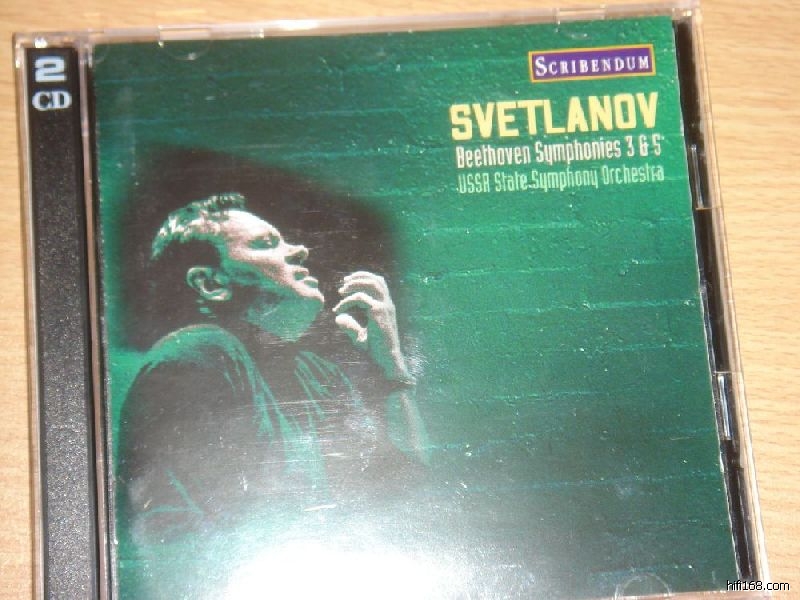 2
CD
SCRIBENDUM
SVETLANOV
Beethoven Symphonies 3 & 5
USSR State Symphony Orchestra
hifi168.com